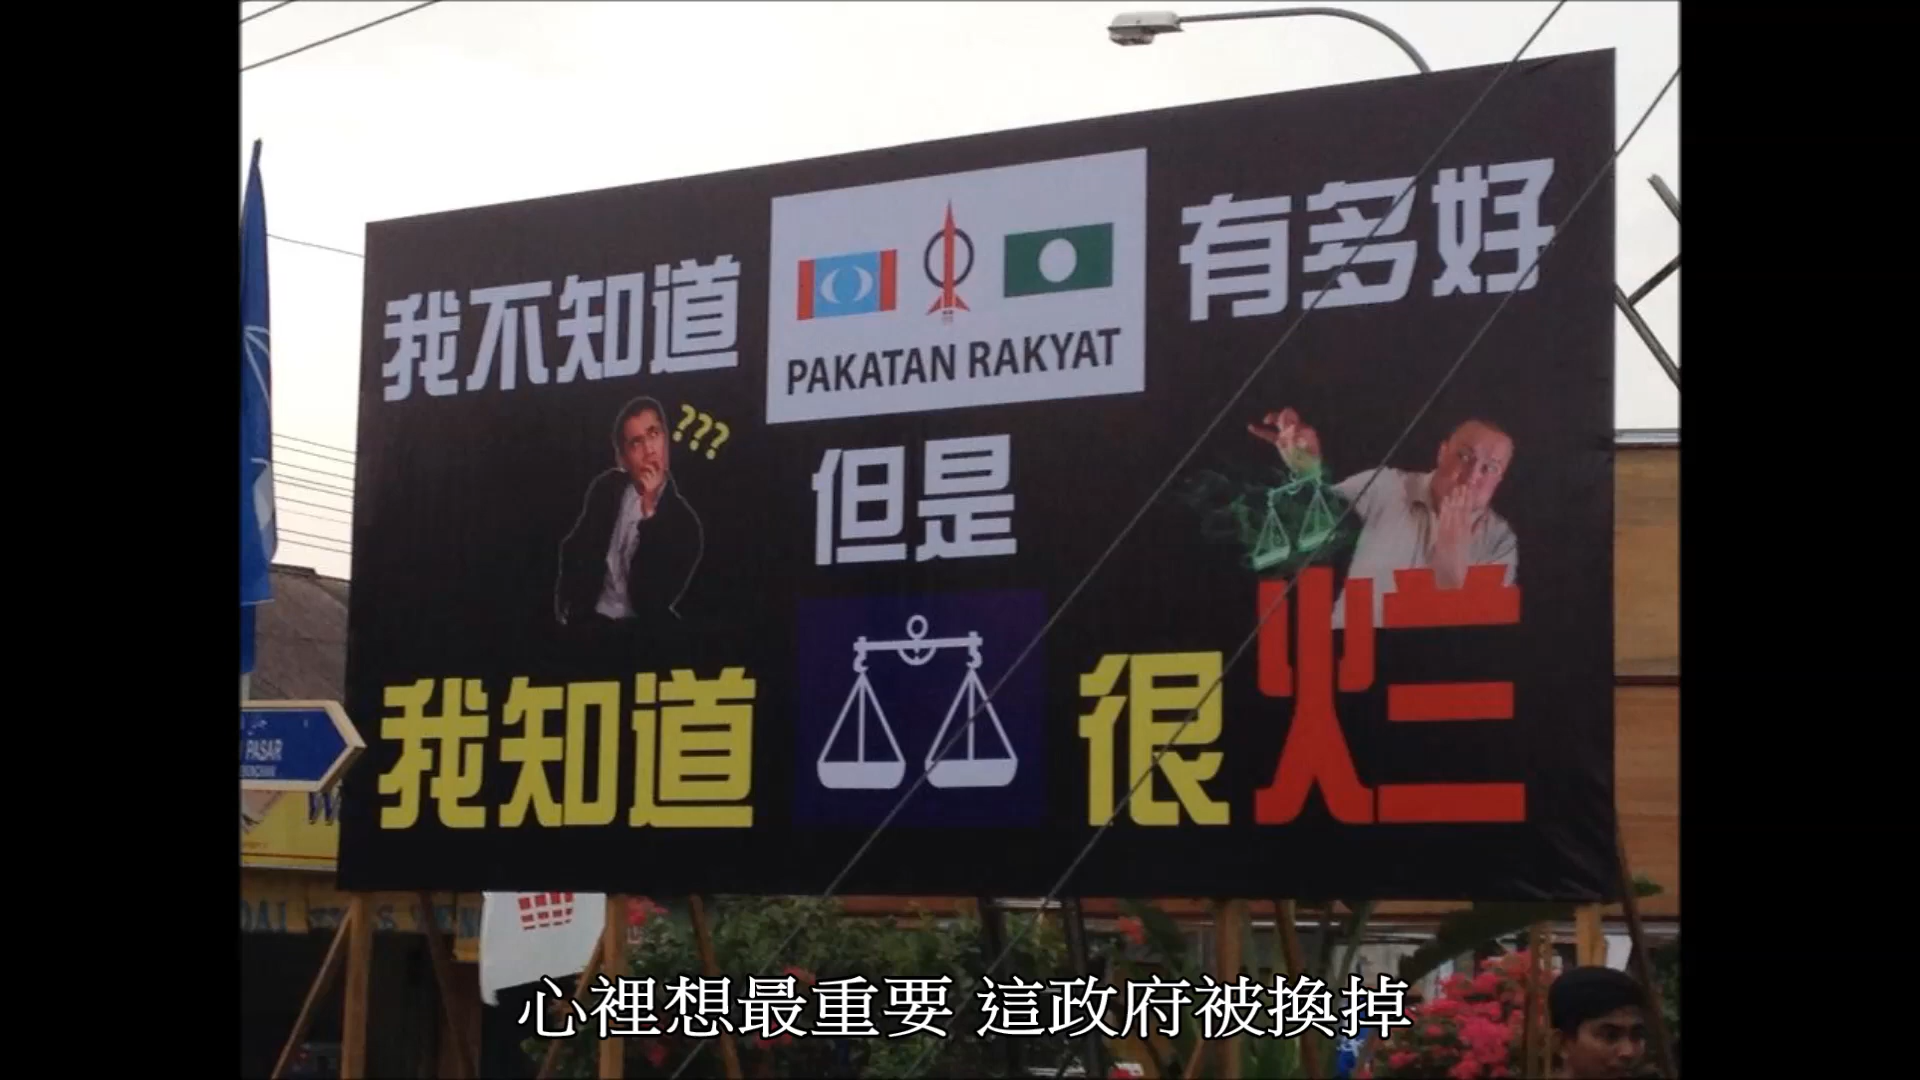 我不知道
PAKATAN RAKYAT
有多好
???
但是
我知道
很烂
PASAR
心裡想最重要 這政府被換掉